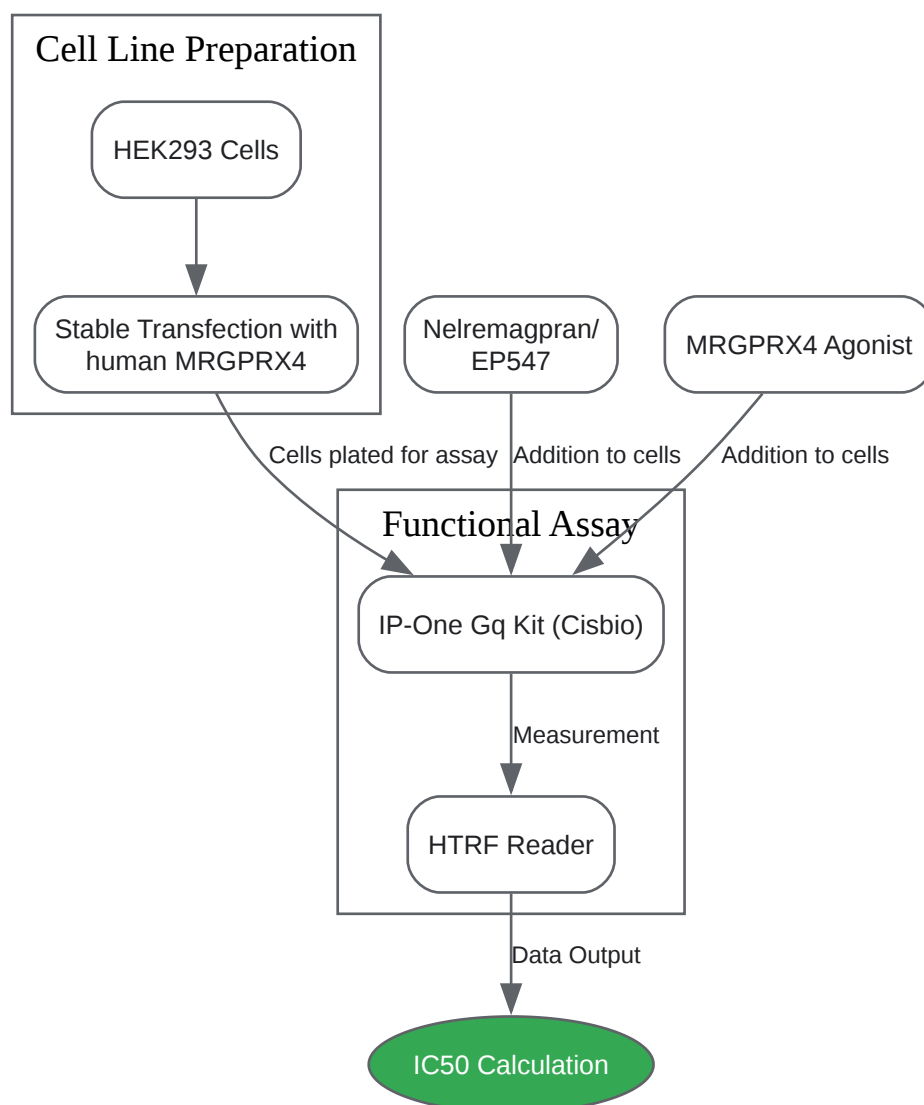 Cell Line Preparation
HEK293 Cells
Stable Transfection with
human MRGPRX4
Nelremagpran/
EP547
MRGPRX4 Agonist
Cells plated for assay
Addition to cells
Addition to cells
Functional Assay
IP-One Gq Kit (Cisbio)
Measurement
HTRF Reader
Data Output
IC50 Calculation